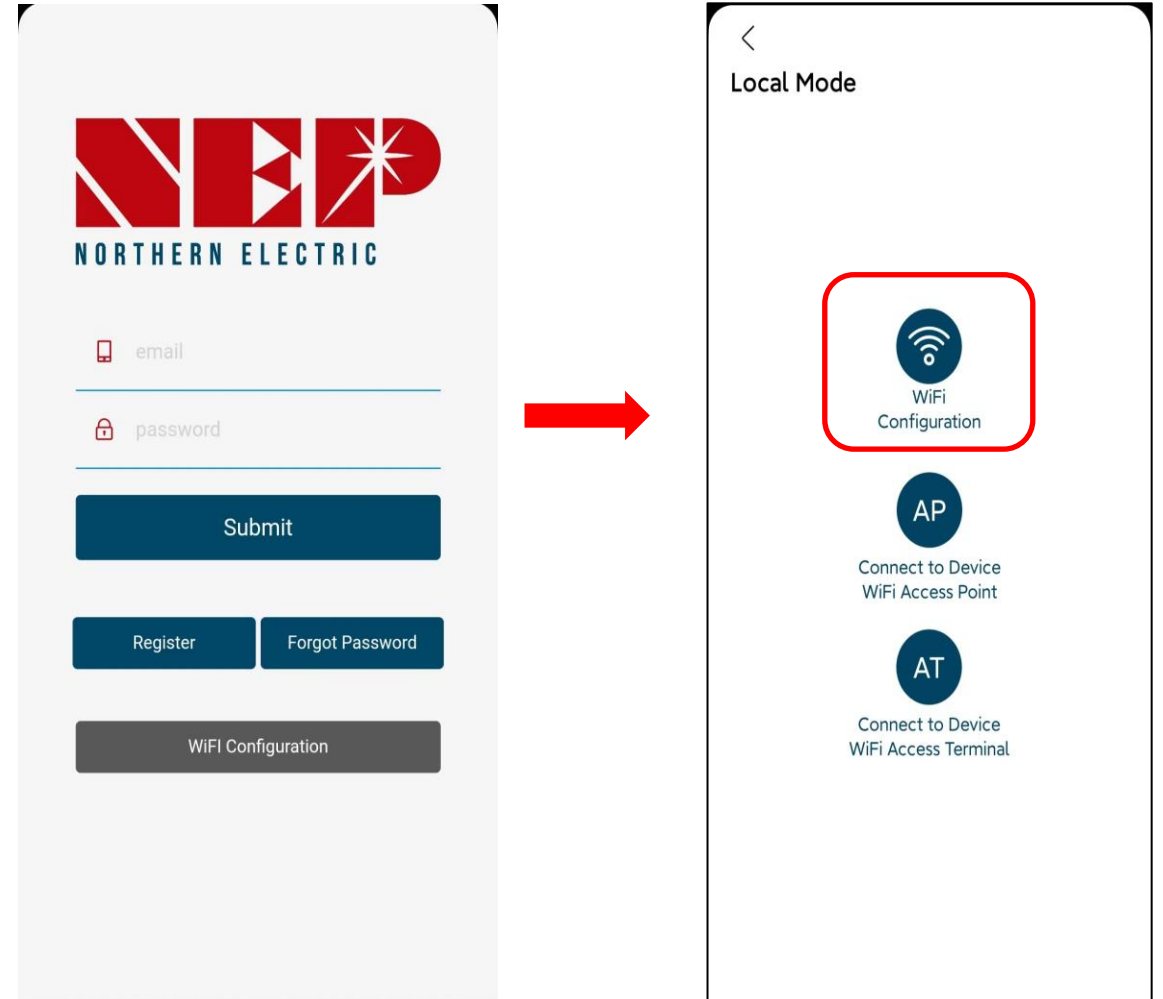 NEP
NORTHERN ELECTRIC
email
password
Submit
Register
Forgot Password
WiFI Configuration
Local Mode
WiFi
Configuration
AP
Connect to Device
WiFi Access Point
AT
Connect to Device
WiFi Access Terminal